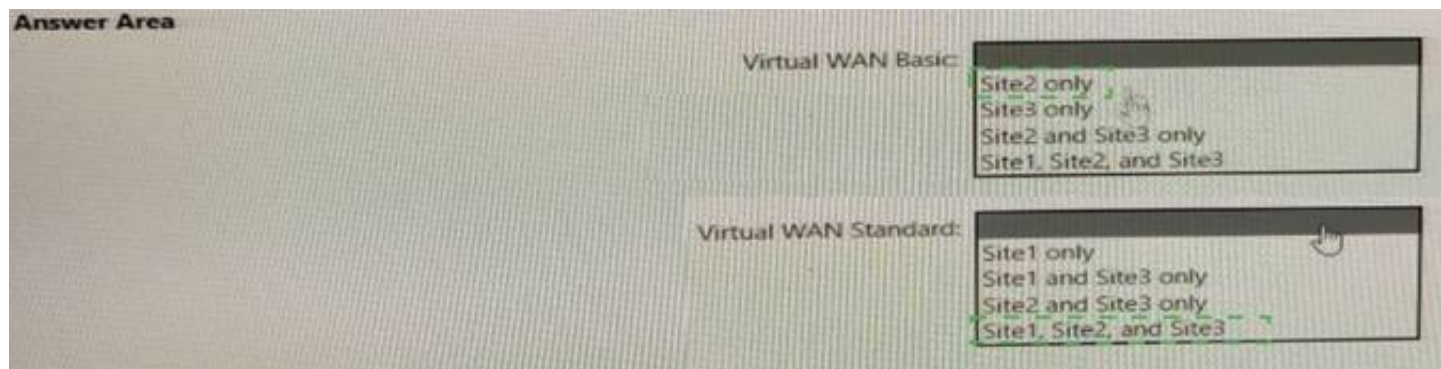 Answer Area
Virtual WAN Basic:
Site2 only
Site3 only
Site2 and Site3 only
Site1, Site2, and Site3
Virtual WAN Standard:
Site1 only
Site1 and Site3 only
Site2 and Site3 only
Site1, Site2, and Site3